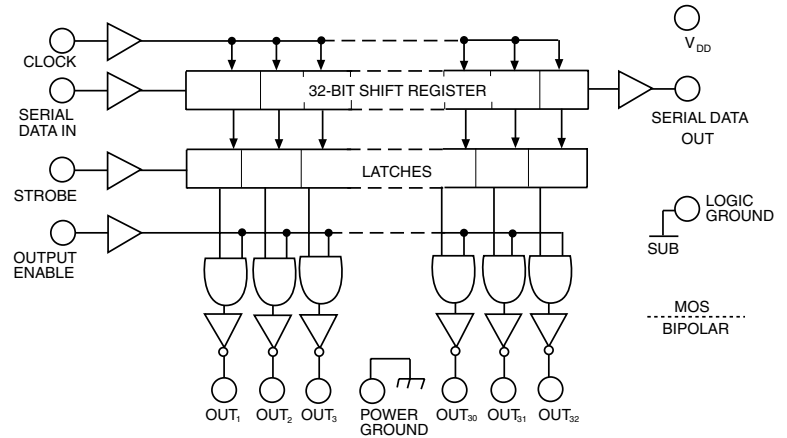 CLOCK
SERIAL
DATA IN
STROBE
OUTPUT
ENABLE
32-BIT SHIFT REGISTER
LATCHES
V_DD
SERIAL DATA
OUT
LOGIC
GROUND
SUB
MOS
BIPOLAR
OUT₁ OUT₂ OUT₃ POWER
GROUND
OUT₃₀ OUT₃₁ OUT₃₂